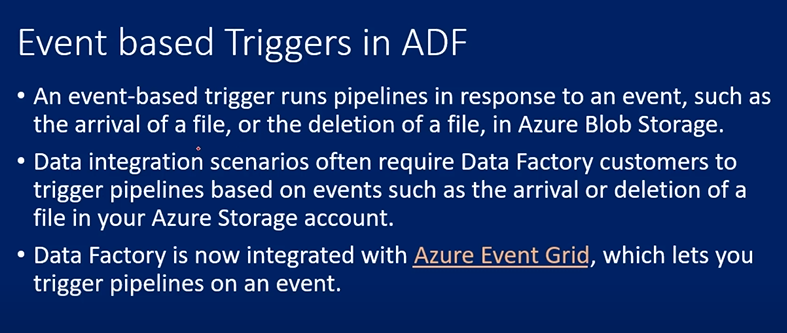 Event based Triggers in ADF
• An event-based trigger runs pipelines in response to an event, such as
the arrival of a file, or the deletion of a file, in Azure Blob Storage.
• Data integration scenarios often require Data Factory customers to
trigger pipelines based on events such as the arrival or deletion of a
file in your Azure Storage account.
• Data Factory is now integrated with Azure Event Grid, which lets you
trigger pipelines on an event.